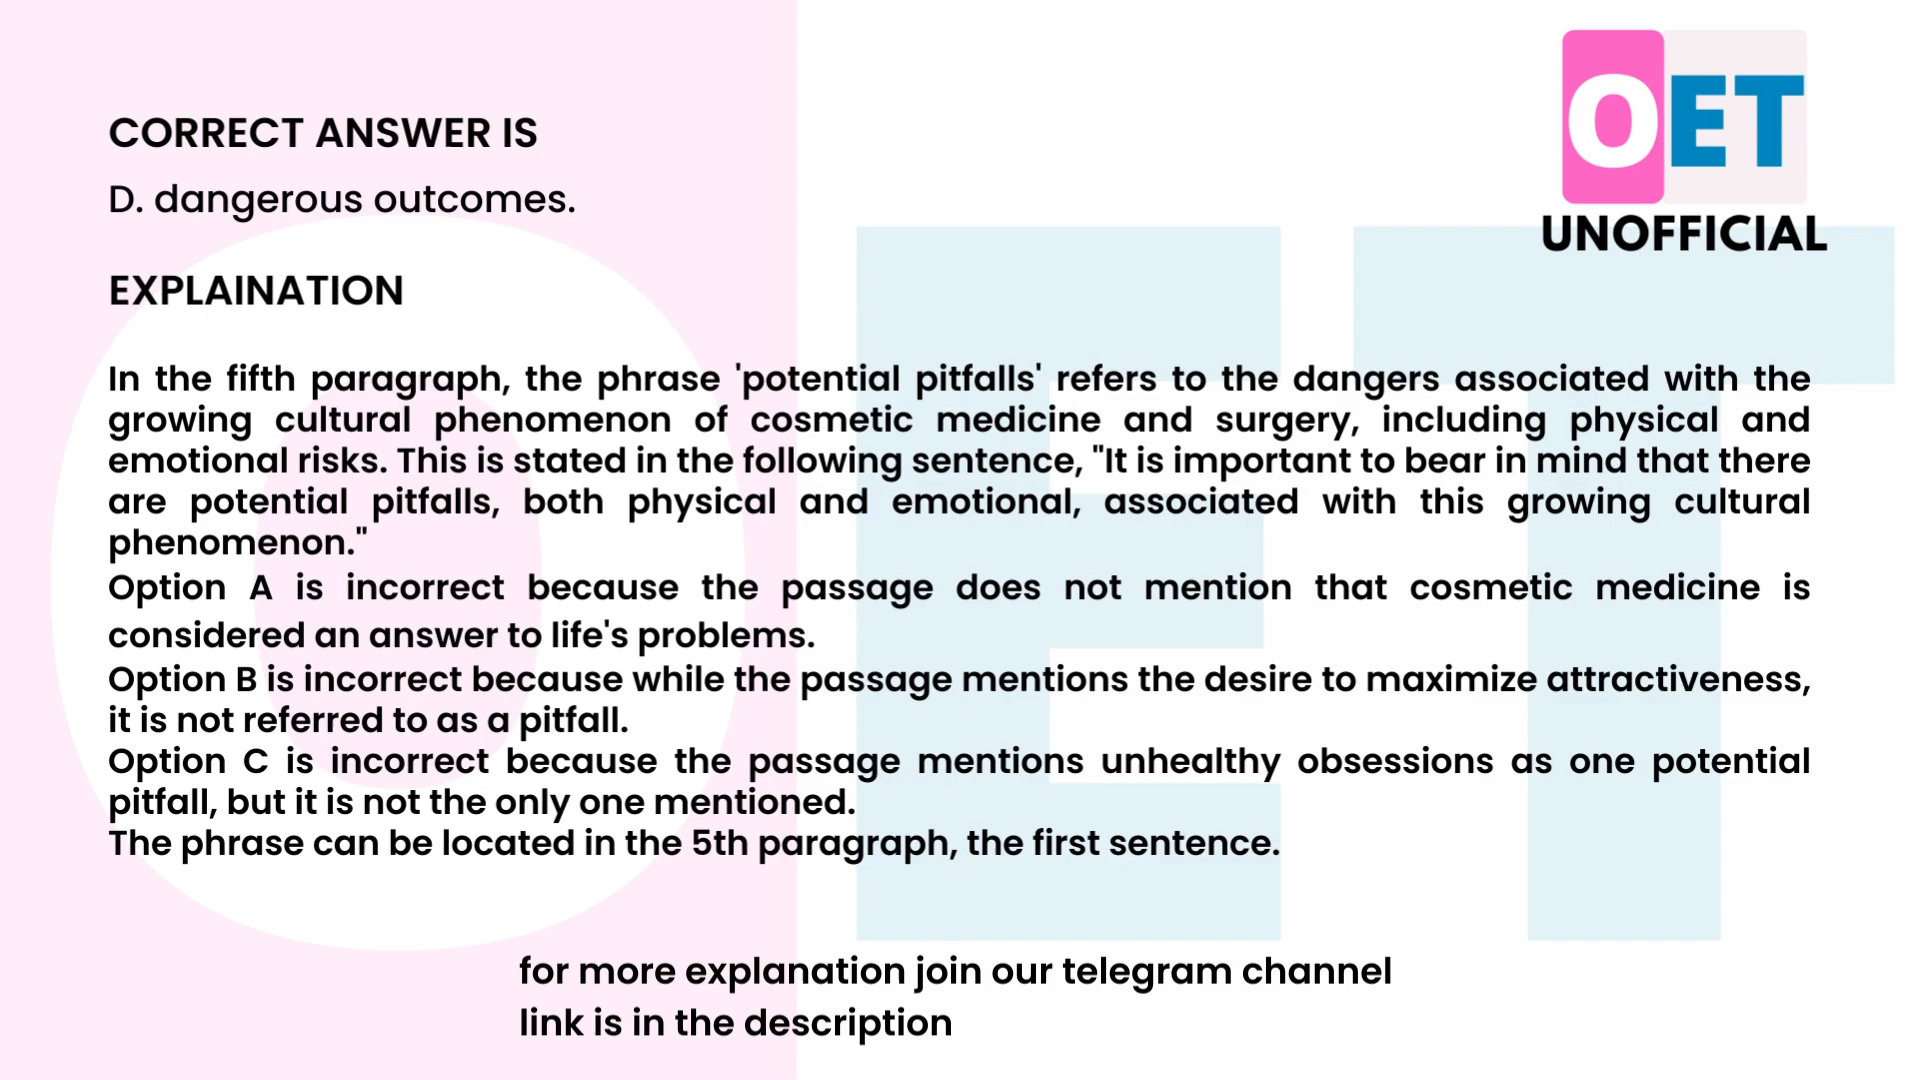 OET
UNOFFICIAL
CORRECT ANSWER IS
D. dangerous outcomes.
EXPLAINATION
In the fifth paragraph, the phrase 'potential pitfalls' refers to the dangers associated with the
growing cultural phenomenon of cosmetic medicine and surgery, including physical and
emotional risks. This is stated in the following sentence, "It is important to bear in mind that there
are potential pitfalls, both physical and emotional, associated with this growing cultural
phenomenon."
Option A is incorrect because the passage does not mention that cosmetic medicine is
considered an answer to life's problems.
Option B is incorrect because while the passage mentions the desire to maximize attractiveness,
it is not referred to as a pitfall.
Option C is incorrect because the passage mentions unhealthy obsessions as one potential
pitfall, but it is not the only one mentioned.
The phrase can be located in the 5th paragraph, the first sentence.
for more explanation join our telegram channel
link is in the description